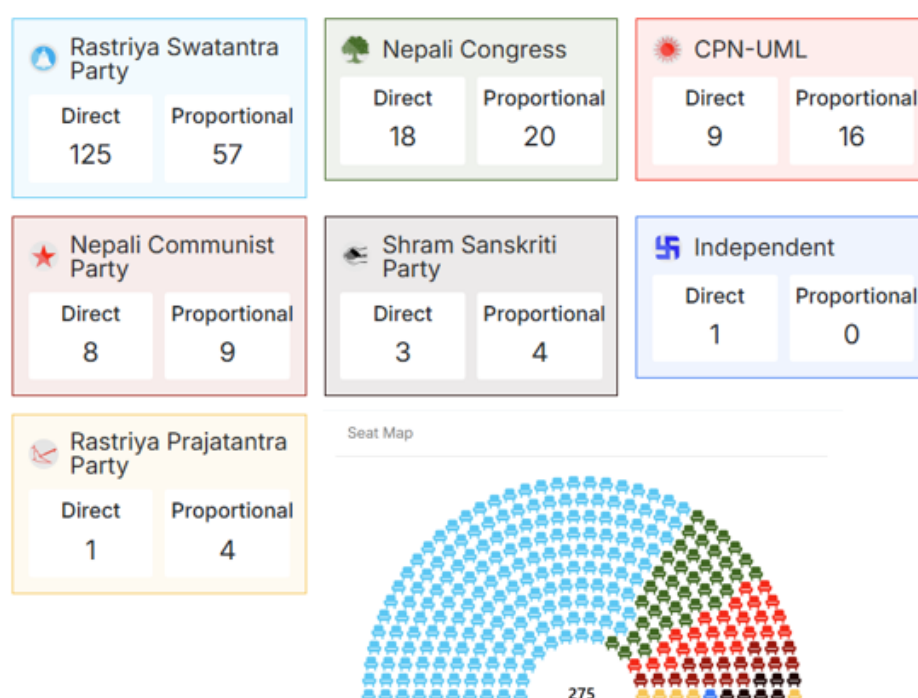 Rastriya Swatantra
Party
Direct Proportional
125 57
Nepali Congress
Direct Proportional
18 20
CPN-UML
Direct Proportional
9 16
Nepali Communist
Party
Direct Proportional
8 9
Shram Sanskriti
Party
Direct Proportional
3 4
Independent
Direct Proportional
1 0
Rastriya Prajatantra
Party
Direct Proportional
1 4
Seat Map
275